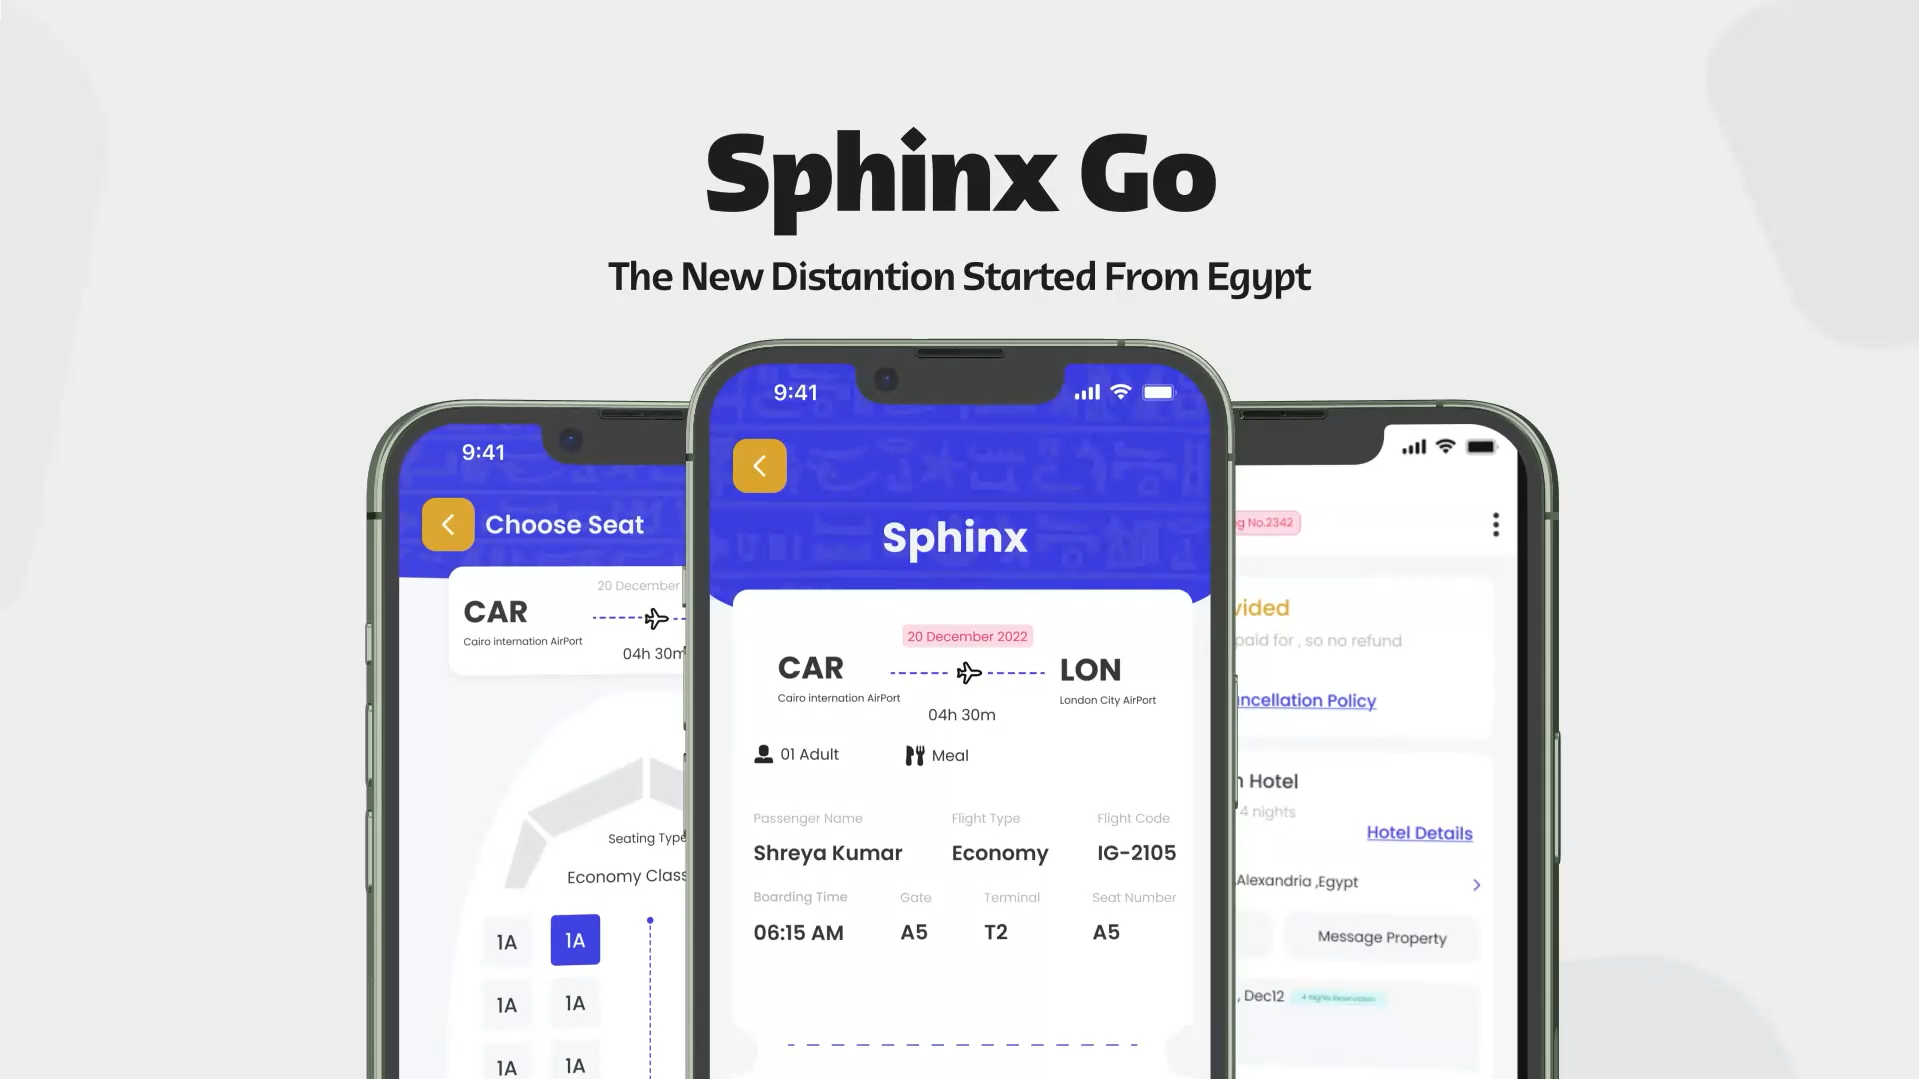 Sphinx Go
The New Distantion Started From Egypt
9:41
Choose Seat
20 December
CAR
Cairo internation AirPort
04h 30m
Seating Type
Economy Class
1A
1A
1A
1A
1A
1A
9:41
Sphinx
20 December 2022
CAR
LON
Cairo internation AirPort
London City AirPort
04h 30m
01 Adult
Meal
Passenger Name
Flight Type
Flight Code
Shreya Kumar
Economy
IG-2105
Boarding Time
Gate
Terminal
Seat Number
06:15 AM
A5
T2
A5
g No.2342
vided
paid for , so no refund
ncellation Policy
Hotel
4 nights
Hotel Details
Alexandria ,Egypt
Message Property
, Dec12
4 Nights Reservation